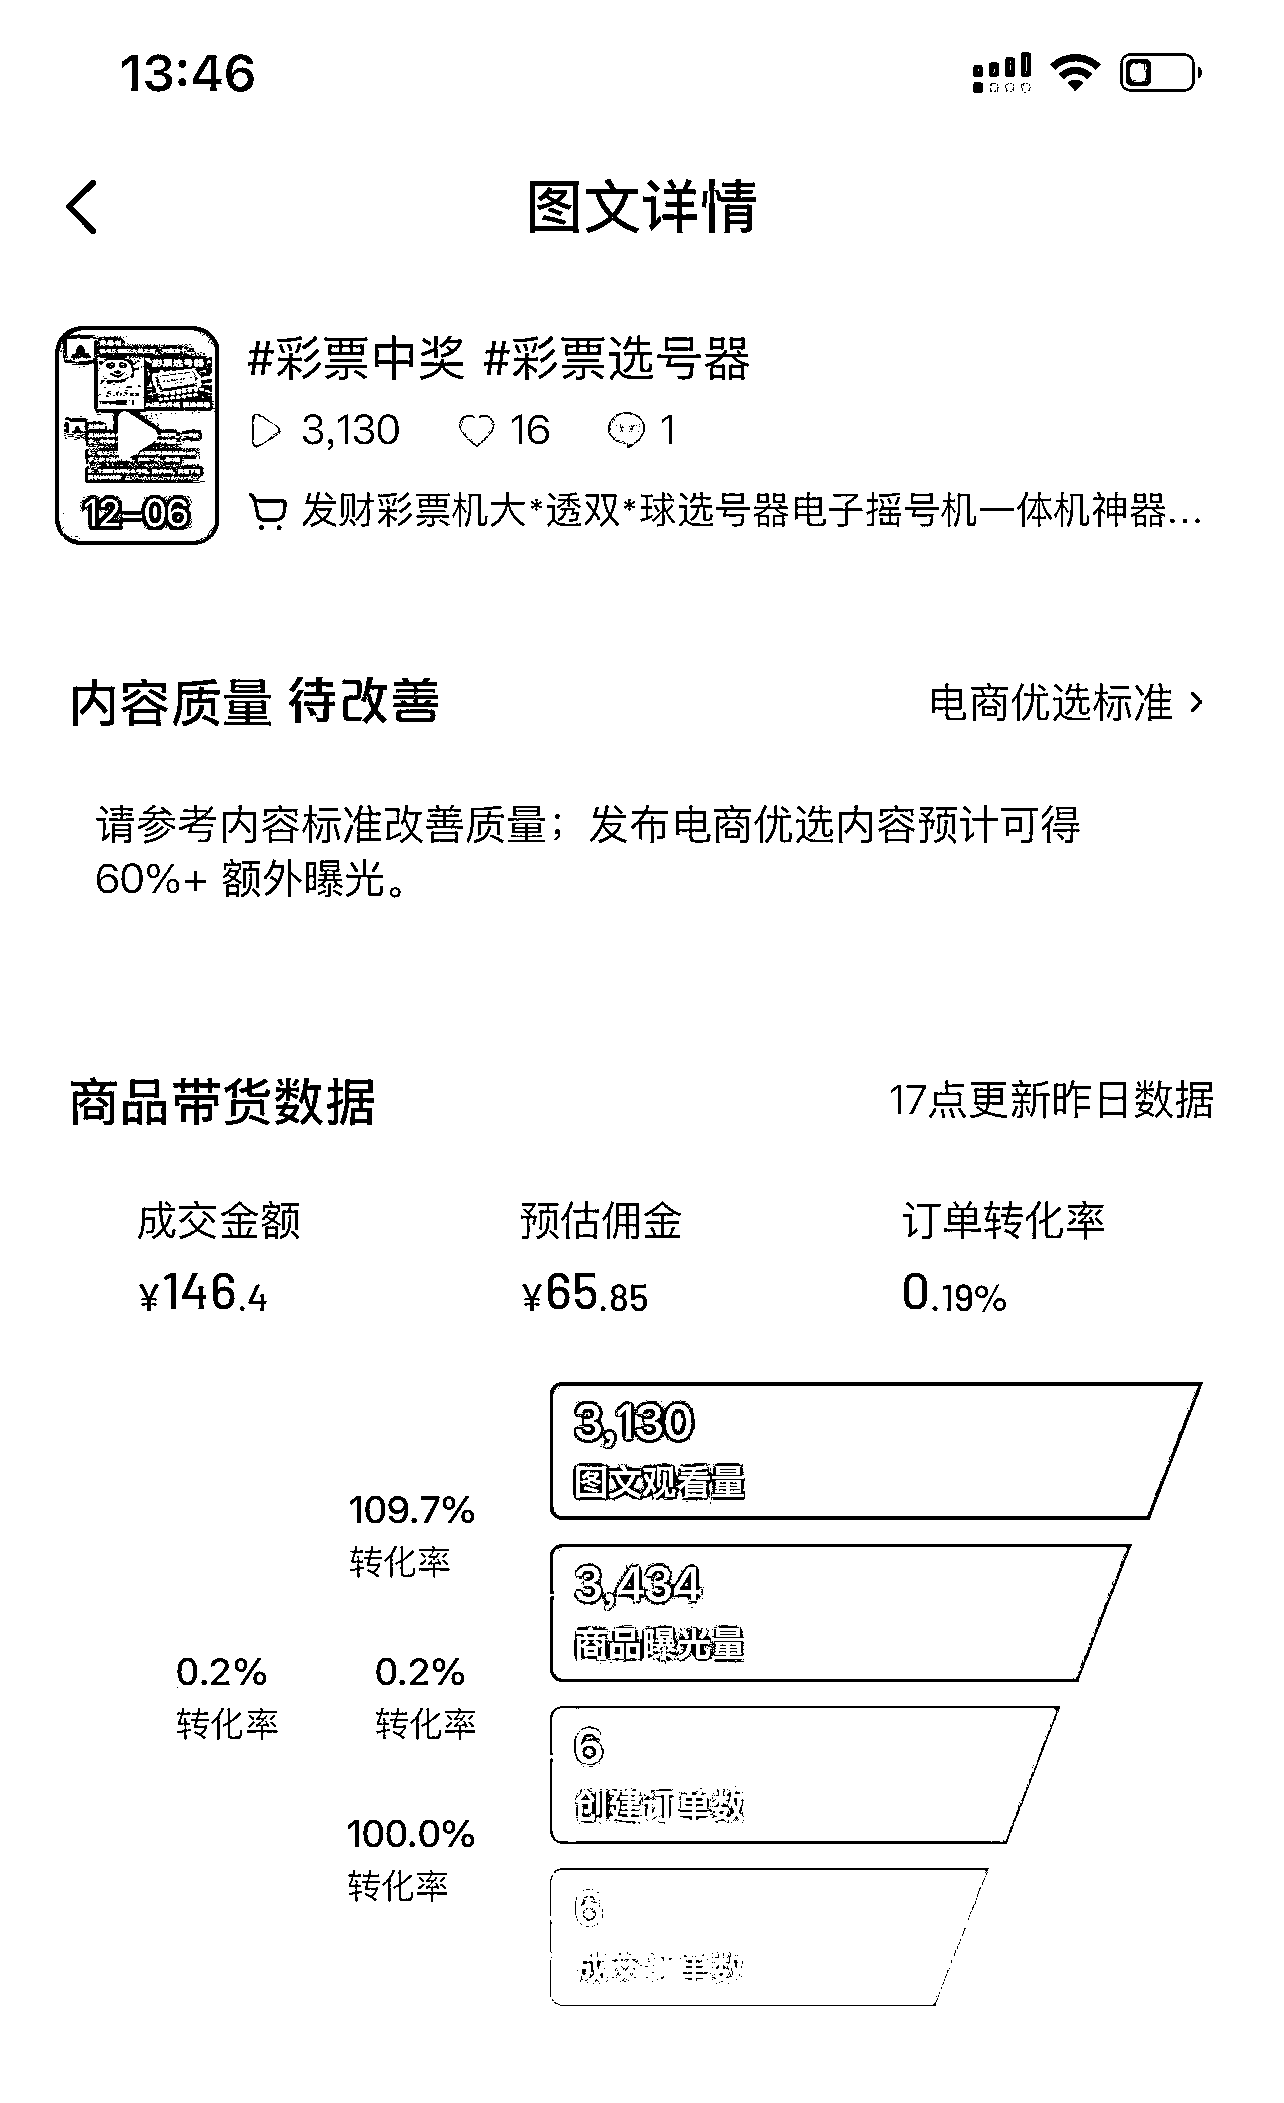 13:46
图文详情
#彩票中奖 #彩票选号器
3,130 16 1
12-06
发财彩票机大*透双*球选号器电子摇号机一体机神器...
内容质量 待改善
电商优选标准
请参考内容标准改善质量；发布电商优选内容预计可得
60%+ 额外曝光。
商品带货数据
17点更新昨日数据
成交金额 预估佣金 订单转化率
¥146.4 ¥65.85 0.19%
3,130
图文观看量
109.7%
转化率
3,434
商品曝光量
0.2% 0.2%
转化率 转化率
6
创建订单数
100.0%
转化率
6
成交订单数